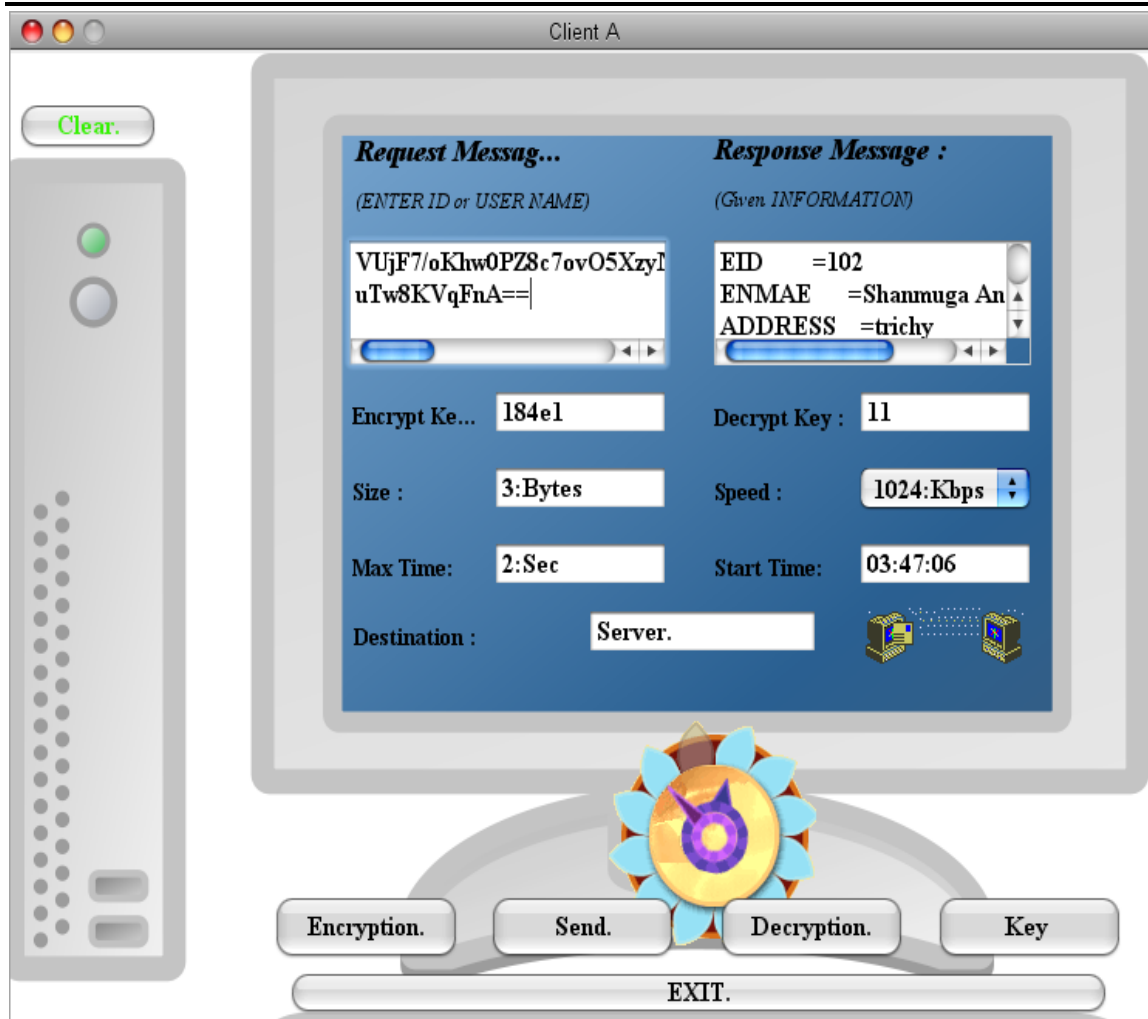 Client A
Clear.
Request Messag...
Response Message :
(ENTER ID or USER NAME)
(Given INFORMATION)
VUjF7/oKhw0PZ8c7ovO5Xzy
uTw8KVqFnA==
EID =102
ENMAE =Shanmuga An
ADDRESS =trichy
Encrypt Ke... 184e1
Decrypt Key : 11
Size : 3:Bytes
Speed : 1024:Kbps
Max Time: 2:Sec
Start Time: 03:47:06
Destination : Server.
Encryption.
Send.
Decryption.
Key
EXIT.